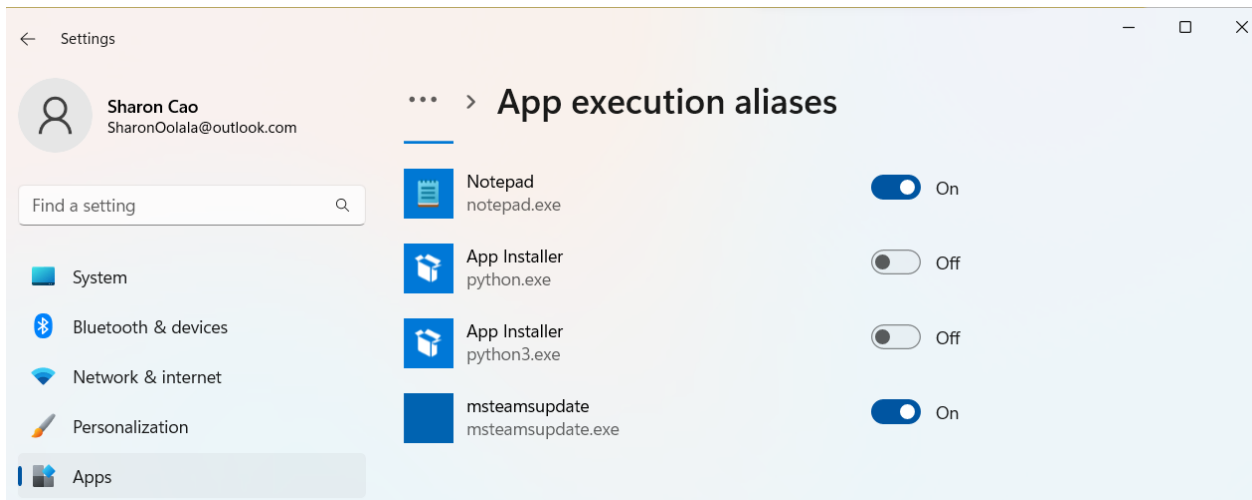 Settings
Sharon Cao
SharonOolala@outlook.com
Find a setting
System
Bluetooth & devices
Network & internet
Personalization
Apps
... > App execution aliases
Notepad
notepad.exe
On
App Installer
python.exe
Off
App Installer
python3.exe
Off
msteamsupdate
msteamsupdate.exe
On